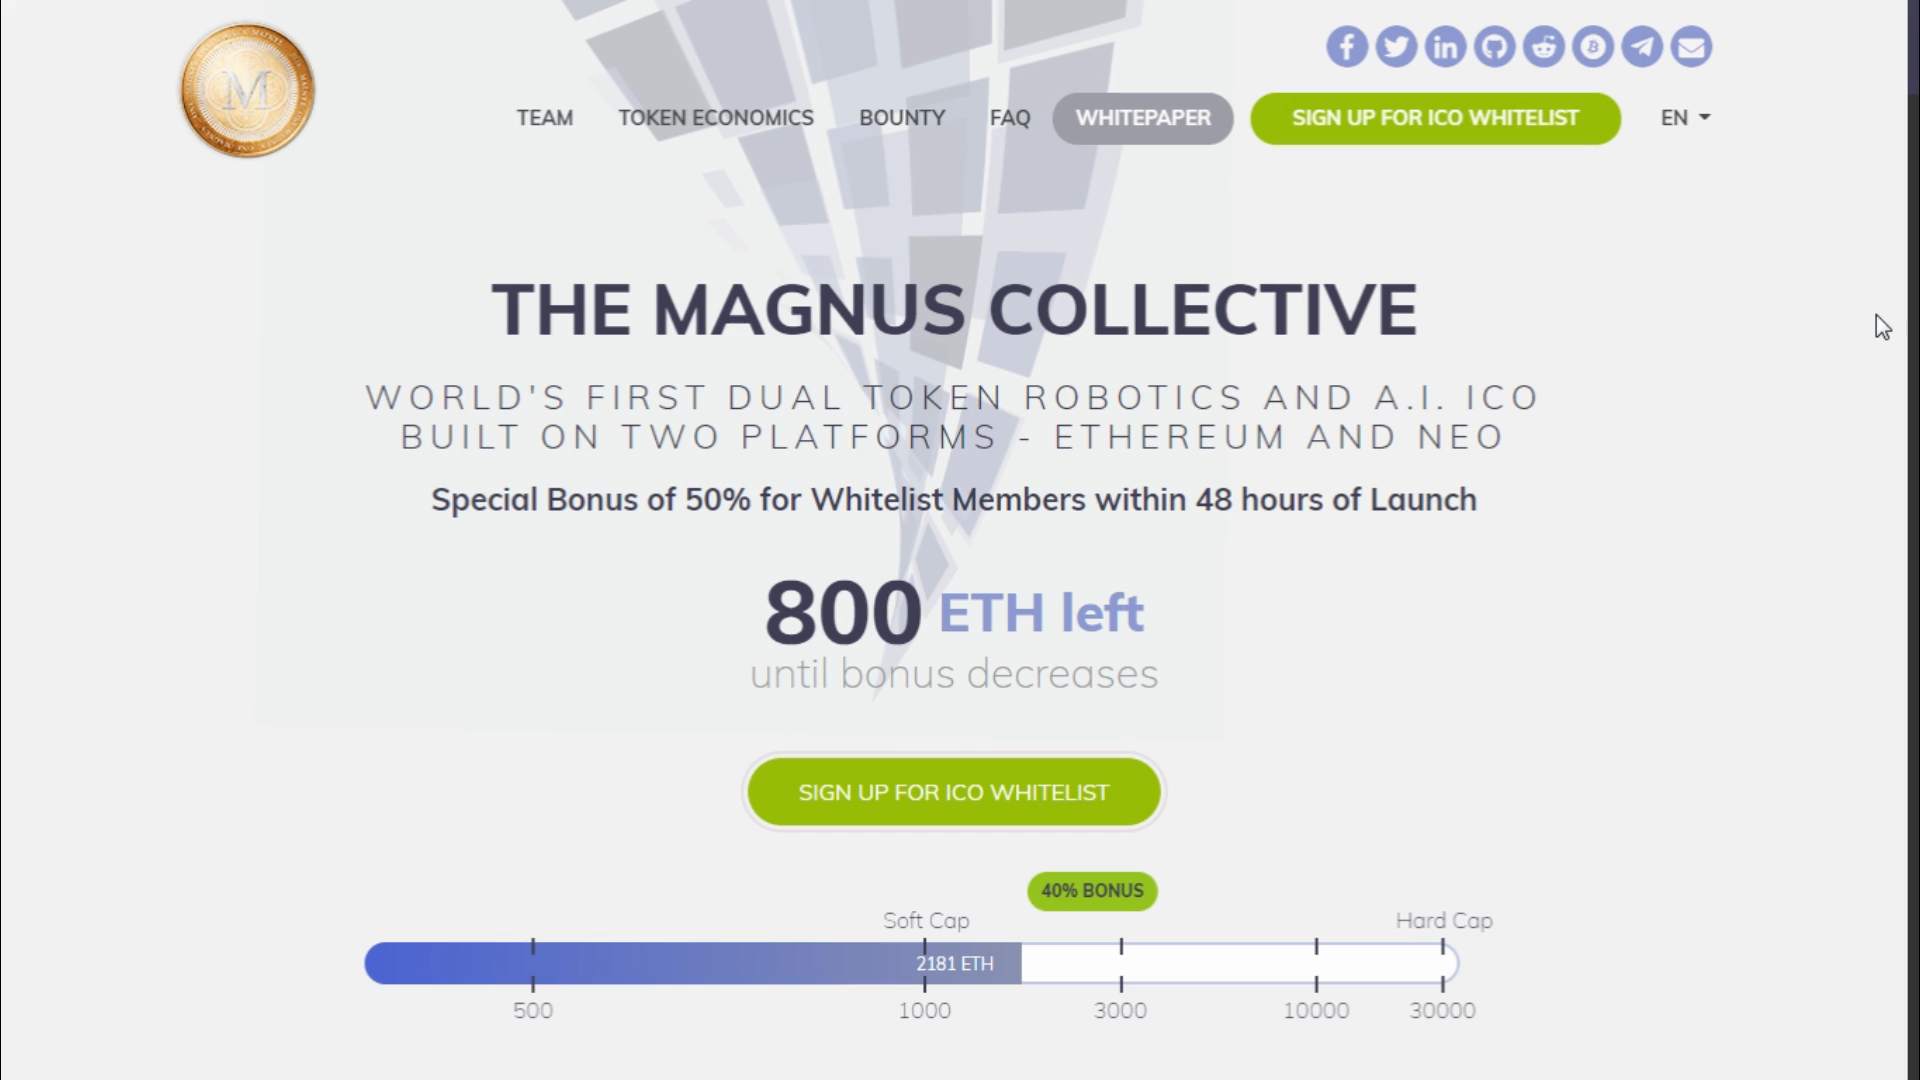 M
TEAM TOKEN ECONOMICS BOUNTY FAQ WHITEPAPER SIGN UP FOR ICO WHITELIST EN
THE MAGNUS COLLECTIVE
WORLD'S FIRST DUAL TOKEN ROBOTICS AND A.I. ICO
BUILT ON TWO PLATFORMS - ETHEREUM AND NEO
Special Bonus of 50% for Whitelist Members within 48 hours of Launch
800 ETH left
until bonus decreases
SIGN UP FOR ICO WHITELIST
40% BONUS
Soft Cap Hard Cap
2181 ETH
500 1000 3000 10000 30000